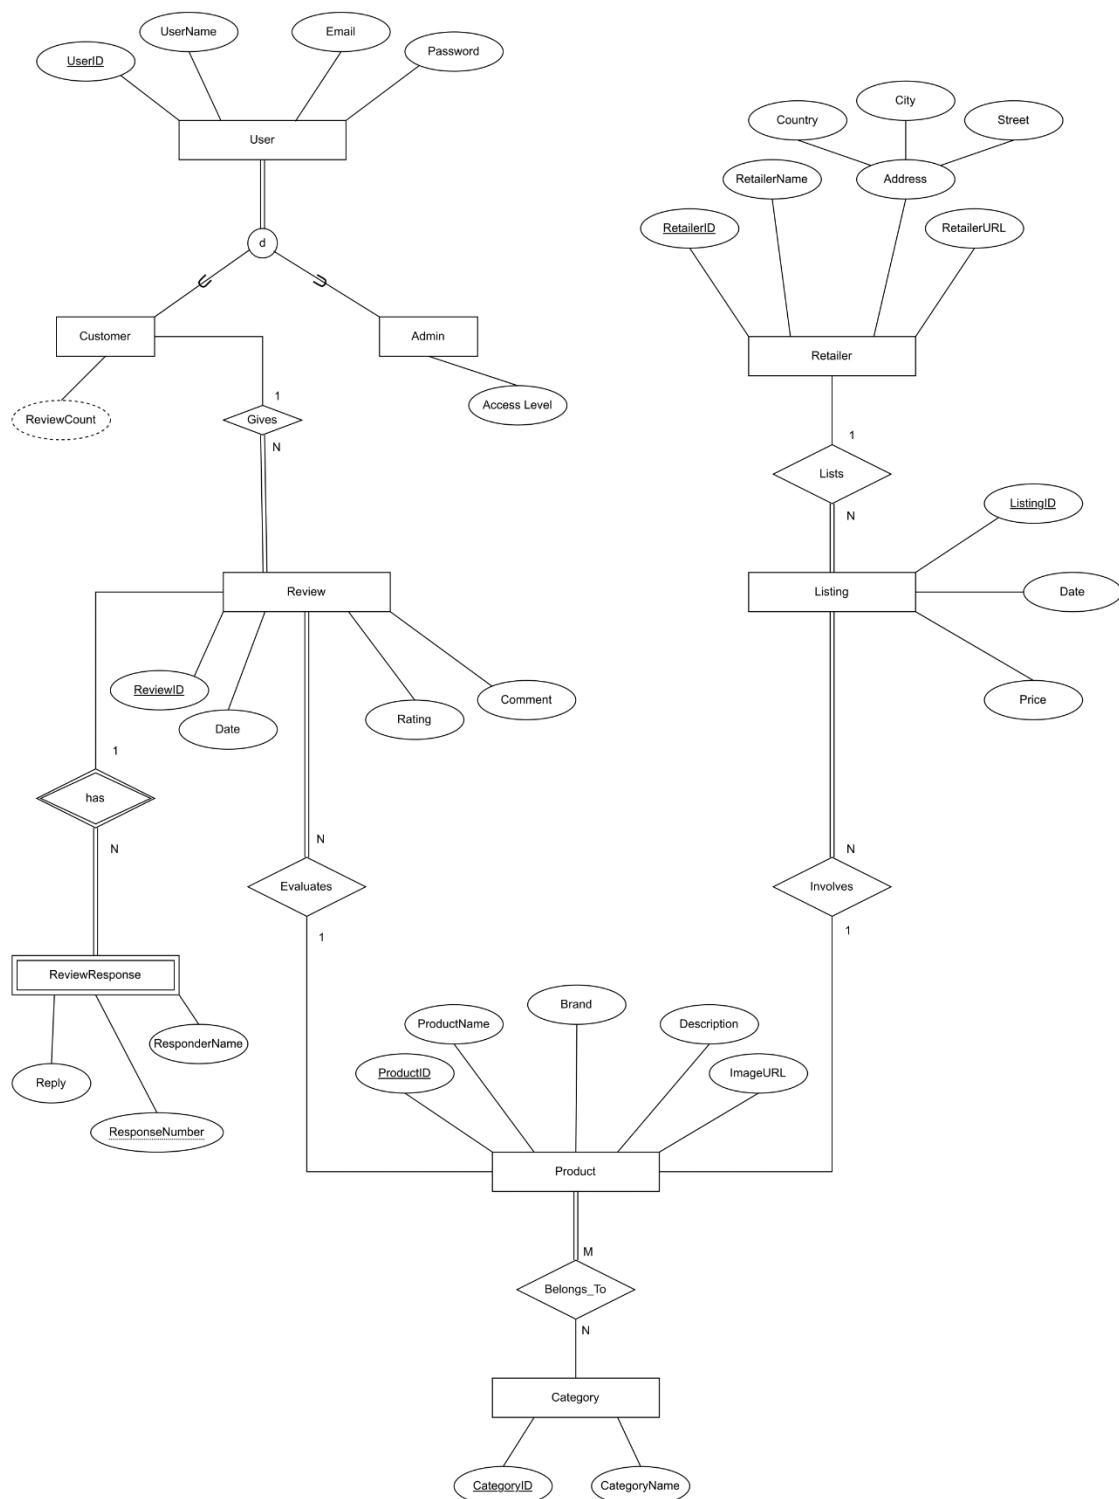 UserName
Email
UserID
Password
User
City
Country
Street
RetailerName
Address
RetailerID
RetailerURL
d
Customer
Admin
Retailer
ReviewCount
1
Access Level
Gives
N
1
Lists
N
ListingID
Review
Listing
Date
ReviewID
Comment
Date
Rating
Price
1
has
N
N
N
Evaluates
Involves
1
1
ReviewResponse
Brand
ProductName
Description
ResponderName
Reply
ProductID
ImageURL
ResponseNumber
Product
M
Belongs_To
N
Category
CategoryID
CategoryName